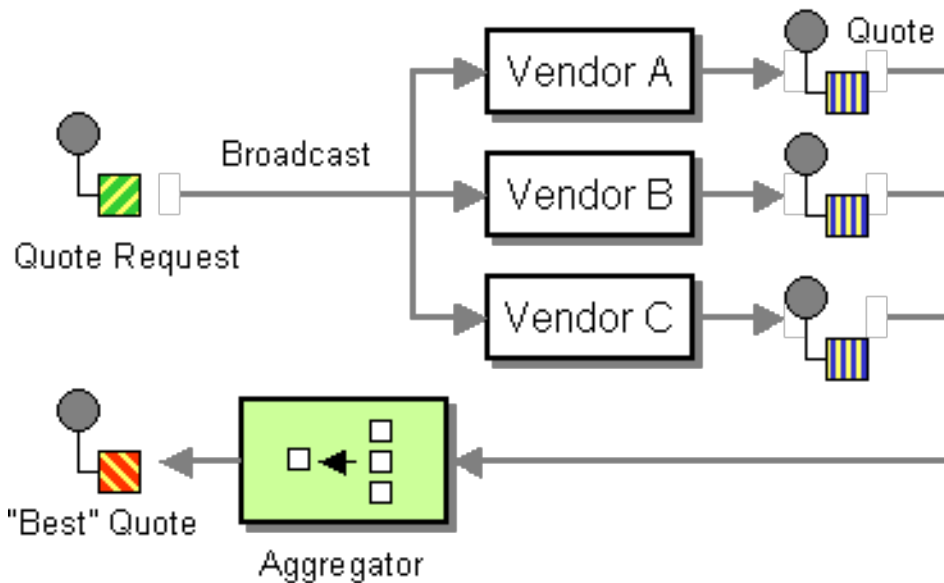 Vendor A
Quote
Broadcast
Vendor B
Quote Request
Vendor C
"Best" Quote
Aggregator